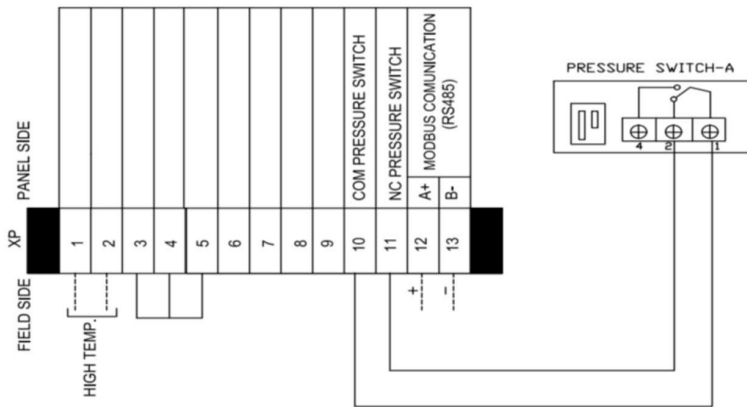 PRESSURE SWITCH-A
4 2 1
PANEL SIDE
XP
FIELD SIDE
COM PRESSURE SWITCH
NC PRESSURE SWITCH
MODBUS COMUNICATION
(RS485)
A+
B-
1 2 3 4 5 6 7 8 9 10 11 12 13
+ -
HIGH TEMP.